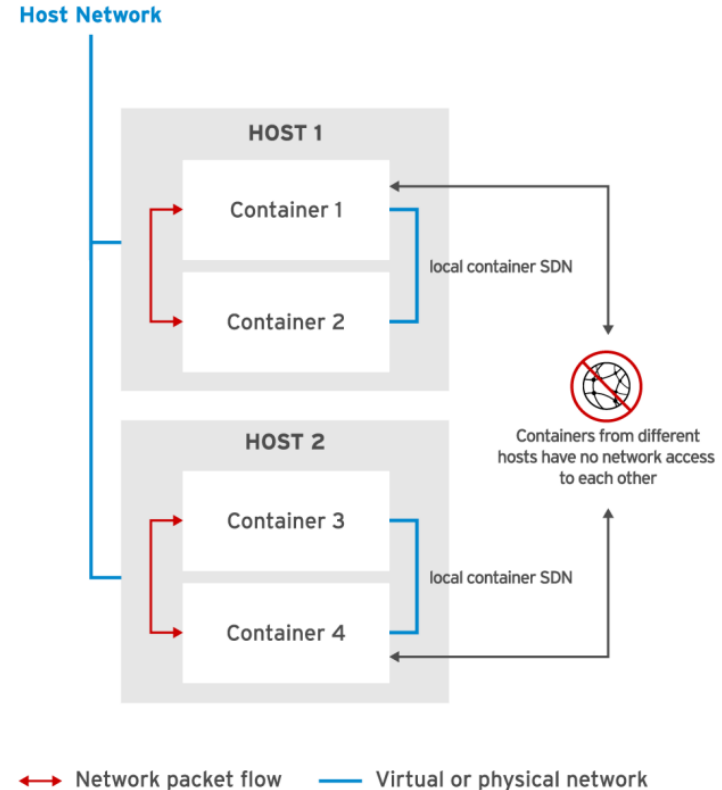 Host Network
HOST 1
Container 1
local container SDN
Container 2
Containers from different
hosts have no network access
to each other
HOST 2
Container 3
local container SDN
Container 4
Network packet flow
Virtual or physical network